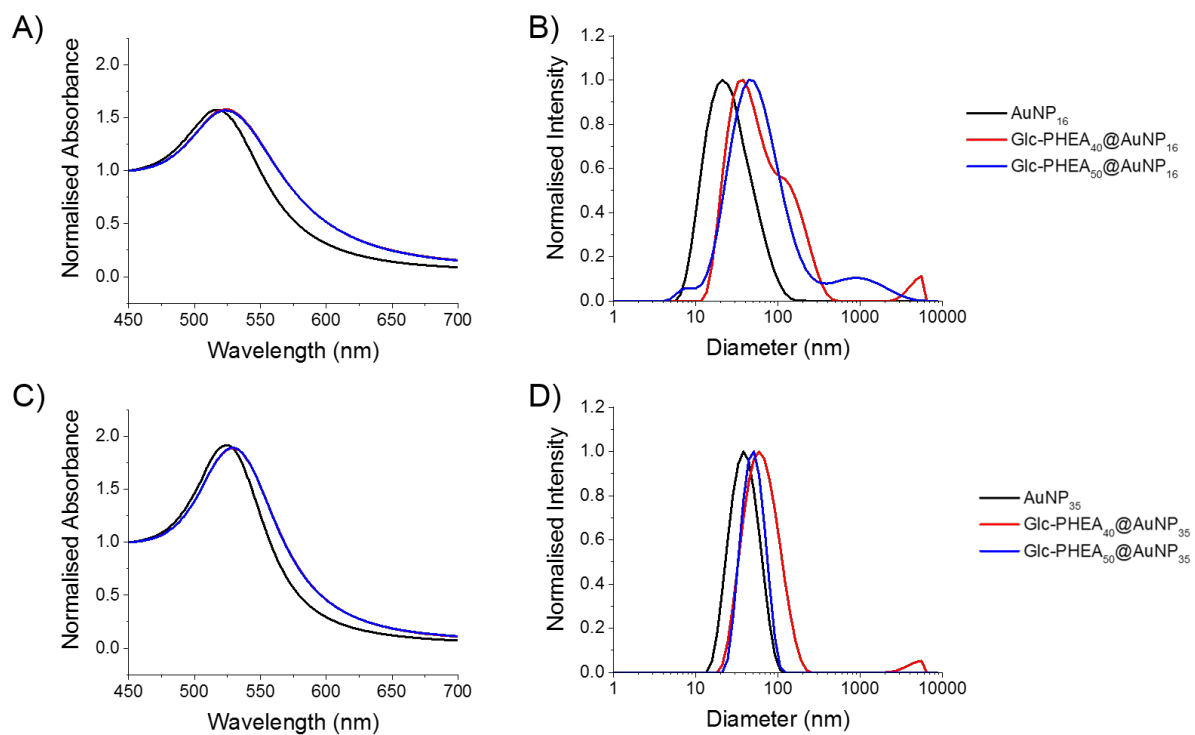 A)
Normalised Absorbance
2.0
1.5
1.0
0.5
0.0
450 500 550 600 650 700
Wavelength (nm)
B)
Normalised Intensity
1.2
1.0
0.8
0.6
0.4
0.2
0.0
1 10 100 1000 10000
Diameter (nm)
AuNP₁₆
Glc-PHEA₄₀@AuNP₁₆
Glc-PHEA₅₀@AuNP₁₆
C)
Normalised Absorbance
2.0
1.5
1.0
0.5
0.0
450 500 550 600 650 700
Wavelength (nm)
D)
Normalised Intensity
1.2
1.0
0.8
0.6
0.4
0.2
0.0
1 10 100 1000 10000
Diameter (nm)
AuNP₃₅
Glc-PHEA₄₀@AuNP₃₅
Glc-PHEA₅₀@AuNP₃₅